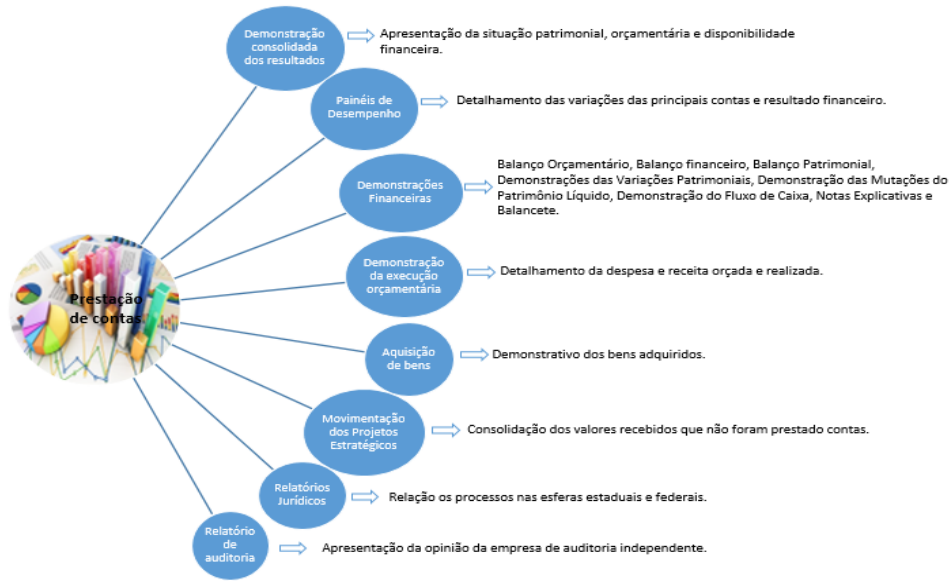 Demonstração
consolidada
dos resultados
Apresentação da situação patrimonial, orçamentária e disponibilidade
financeira.
Painéis de
Desempenho
Detalhamento das variações das principais contas e resultado financeiro.
Demonstrações
Financeiras
Balanço Orçamentário, Balanço financeiro, Balanço Patrimonial,
Demonstrações das Variações Patrimoniais, Demonstração das Mutações do
Patrimônio Líquido, Demonstração do Fluxo de Caixa, Notas Explicativas e
Balancete.
Demonstração
da execução
orçamentária
Detalhamento da despesa e receita orçada e realizada.
Prestação
de contas
Aquisição
de bens
Demonstrativo dos bens adquiridos.
Movimentação
dos Projetos
Estratégicos
Consolidação dos valores recebidos que não foram prestado contas.
Relatórios
Jurídicos
Relação os processos nas esferas estaduais e federais.
Relatório
de
auditoria
Apresentação da opinião da empresa de auditoria independente.